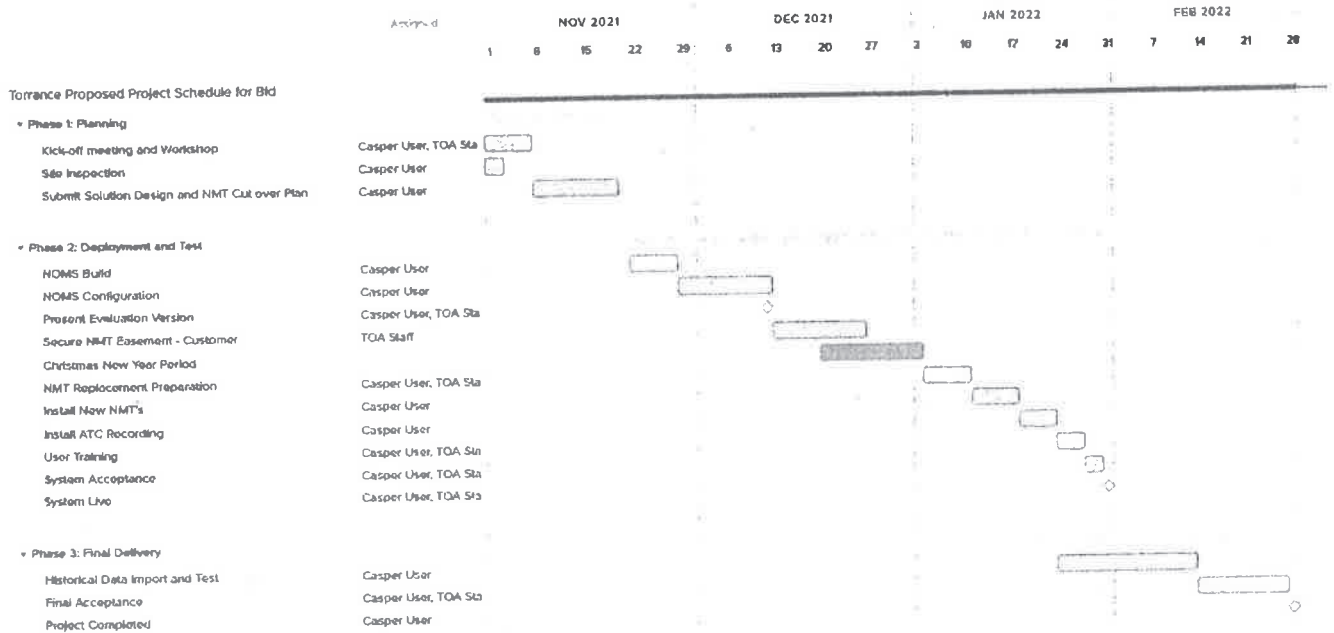 Assigned NOV 2021 DEC 2021 JAN 2022 FEB 2022
1 8 15 22 29 6 13 20 27 3 10 17 24 31 7 14 21 28
Torrance Proposed Project Schedule for Bid
Phase 1: Planning
Kick-off meeting and Workshop Casper User, TOA Sta
Site Inspection Casper User
Submit Solution Design and NMT Cut over Plan Casper User
Phase 2: Deployment and Test
NOMS Build Casper User
NOMS Configuration Casper User
Present Evaluation Version Casper User, TOA Sta
Secure NMT Easement - Customer TOA Staff
Christmas New Year Period
NMT Replacement Preparation Casper User, TOA Sta
Install New NMT's Casper User
Install ATC Recording Casper User
User Training Casper User, TOA Sta
System Acceptance Casper User, TOA Sta
System Live Casper User, TOA Sta
Phase 3: Final Delivery
Historical Data Import and Test Casper User
Final Acceptance Casper User, TOA Sta
Project Completed Casper User